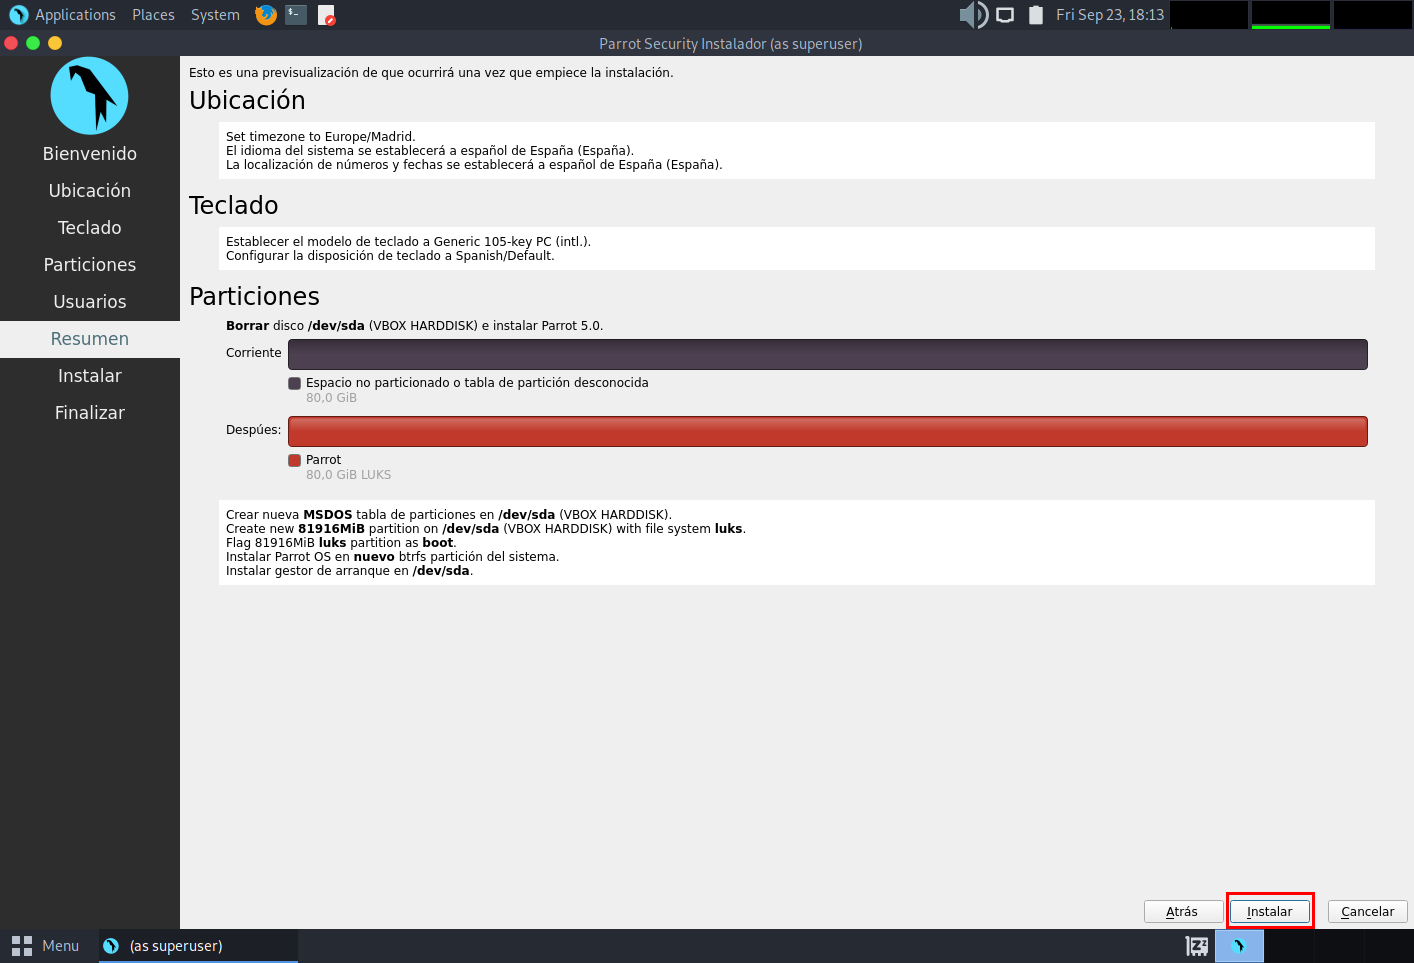 Applications Places System
Fri Sep 23, 18:13
Parrot Security Instalador (as superuser)
Bienvenido
Ubicación
Teclado
Particiones
Usuarios
Resumen
Instalar
Finalizar
Esto es una previsualización de que ocurrirá una vez que empiece la instalación.
Ubicación
Set timezone to Europe/Madrid.
El idioma del sistema se establecerá a español de España (España).
La localización de números y fechas se establecerá a español de España (España).
Teclado
Establecer el modelo de teclado a Generic 105-key PC (intl.).
Configurar la disposición de teclado a Spanish/Default.
Particiones
Borrar disco /dev/sda (VBOX HARDDISK) e instalar Parrot 5.0.
Corriente
Espacio no particionado o tabla de partición desconocida
80,0 GiB
Despúes:
Parrot
80,0 GiB LUKS
Crear nueva MSDOS tabla de particiones en /dev/sda (VBOX HARDDISK).
Create new 81916MiB partition on /dev/sda (VBOX HARDDISK) with file system luks.
Flag 81916MiB luks partition as boot.
Instalar Parrot OS en nuevo btrfs partición del sistema.
Instalar gestor de arranque en /dev/sda.
Atrás Instalar Cancelar
Menu (as superuser)